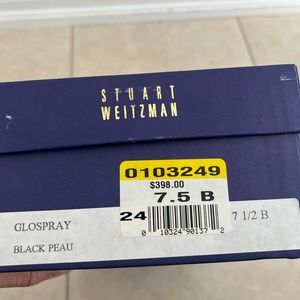 STUART
WEITZMAN
0103249
$398.00
7.5 B
24
0 10324 90137 2
GLOSPRAY
7 1/2 B
BLACK PEAU